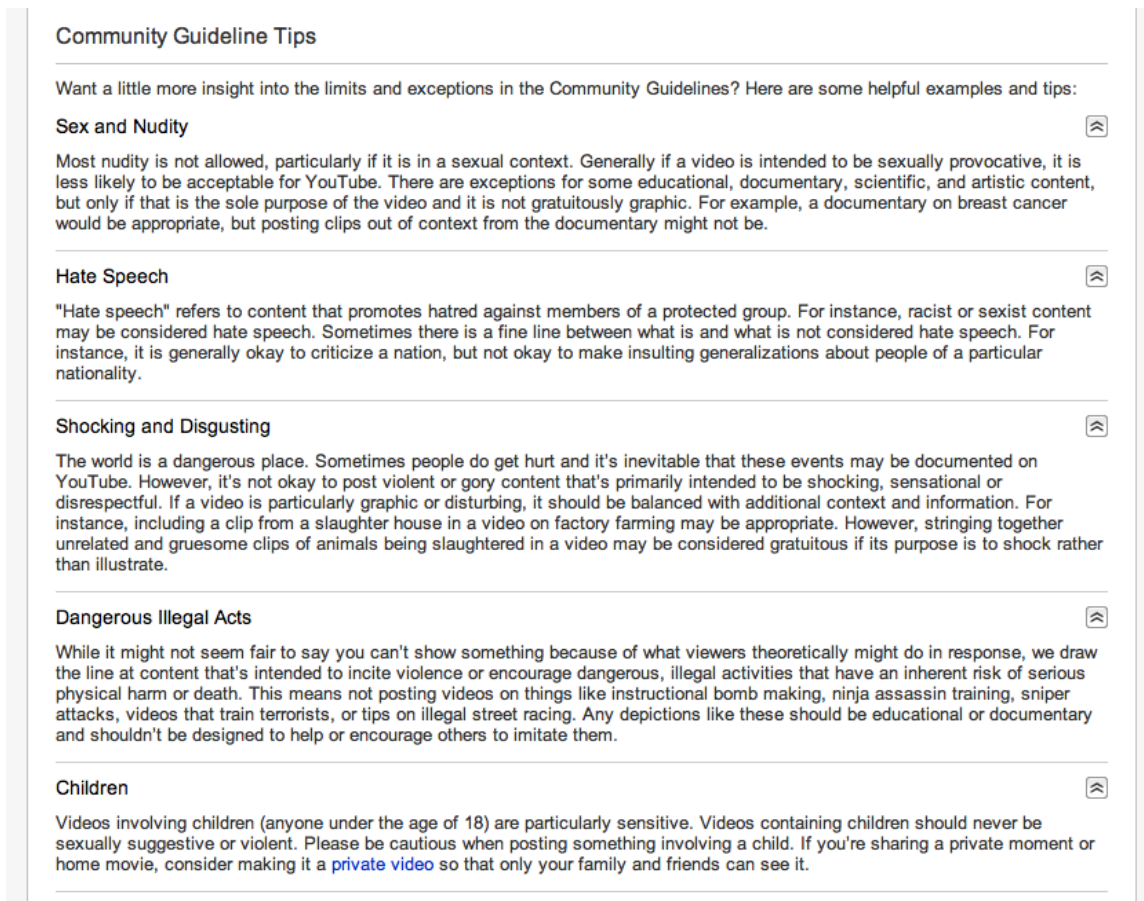 Community Guideline Tips
Want a little more insight into the limits and exceptions in the Community Guidelines? Here are some helpful examples and tips:
Sex and Nudity
Most nudity is not allowed, particularly if it is in a sexual context. Generally if a video is intended to be sexually provocative, it is
less likely to be acceptable for YouTube. There are exceptions for some educational, documentary, scientific, and artistic content,
but only if that is the sole purpose of the video and it is not gratuitously graphic. For example, a documentary on breast cancer
would be appropriate, but posting clips out of context from the documentary might not be.
Hate Speech
"Hate speech" refers to content that promotes hatred against members of a protected group. For instance, racist or sexist content
may be considered hate speech. Sometimes there is a fine line between what is and what is not considered hate speech. For
instance, it is generally okay to criticize a nation, but not okay to make insulting generalizations about people of a particular
nationality.
Shocking and Disgusting
The world is a dangerous place. Sometimes people do get hurt and it's inevitable that these events may be documented on
YouTube. However, it's not okay to post violent or gory content that's primarily intended to be shocking, sensational or
disrespectful. If a video is particularly graphic or disturbing, it should be balanced with additional context and information. For
instance, including a clip from a slaughter house in a video on factory farming may be appropriate. However, stringing together
unrelated and gruesome clips of animals being slaughtered in a video may be considered gratuitous if its purpose is to shock rather
than illustrate.
Dangerous Illegal Acts
While it might not seem fair to say you can't show something because of what viewers theoretically might do in response, we draw
the line at content that's intended to incite violence or encourage dangerous, illegal activities that have an inherent risk of serious
physical harm or death. This means not posting videos on things like instructional bomb making, ninja assassin training, sniper
attacks, videos that train terrorists, or tips on illegal street racing. Any depictions like these should be educational or documentary
and shouldn't be designed to help or encourage others to imitate them.
Children
Videos involving children (anyone under the age of 18) are particularly sensitive. Videos containing children should never be
sexually suggestive or violent. Please be cautious when posting something involving a child. If you're sharing a private moment or
home movie, consider making it a private video so that only your family and friends can see it.